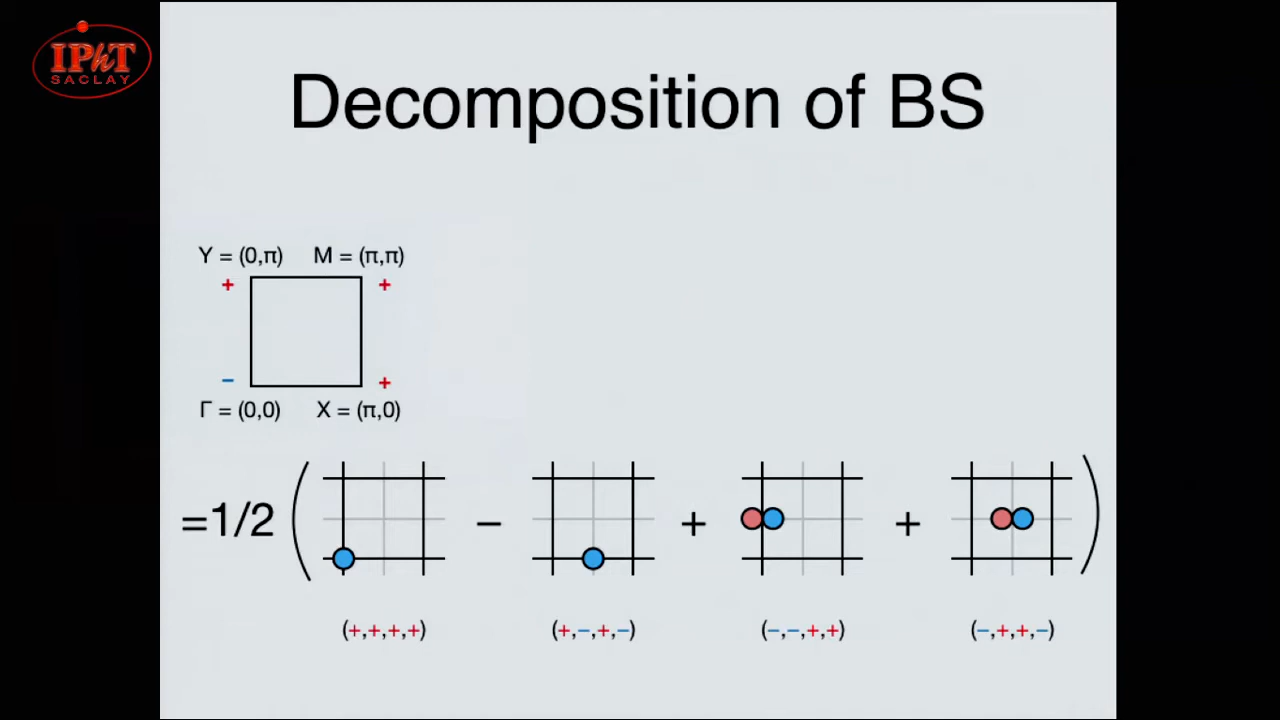 IPhT
SACLAY
Decomposition of BS
Y = (0,π) M = (π,π)
+ +
− +
Γ = (0,0) X = (π,0)
=1/2 ( − + + )
(+,+,+,+) (+,−,+,−) (−,−,+,+) (−,+,+,−)